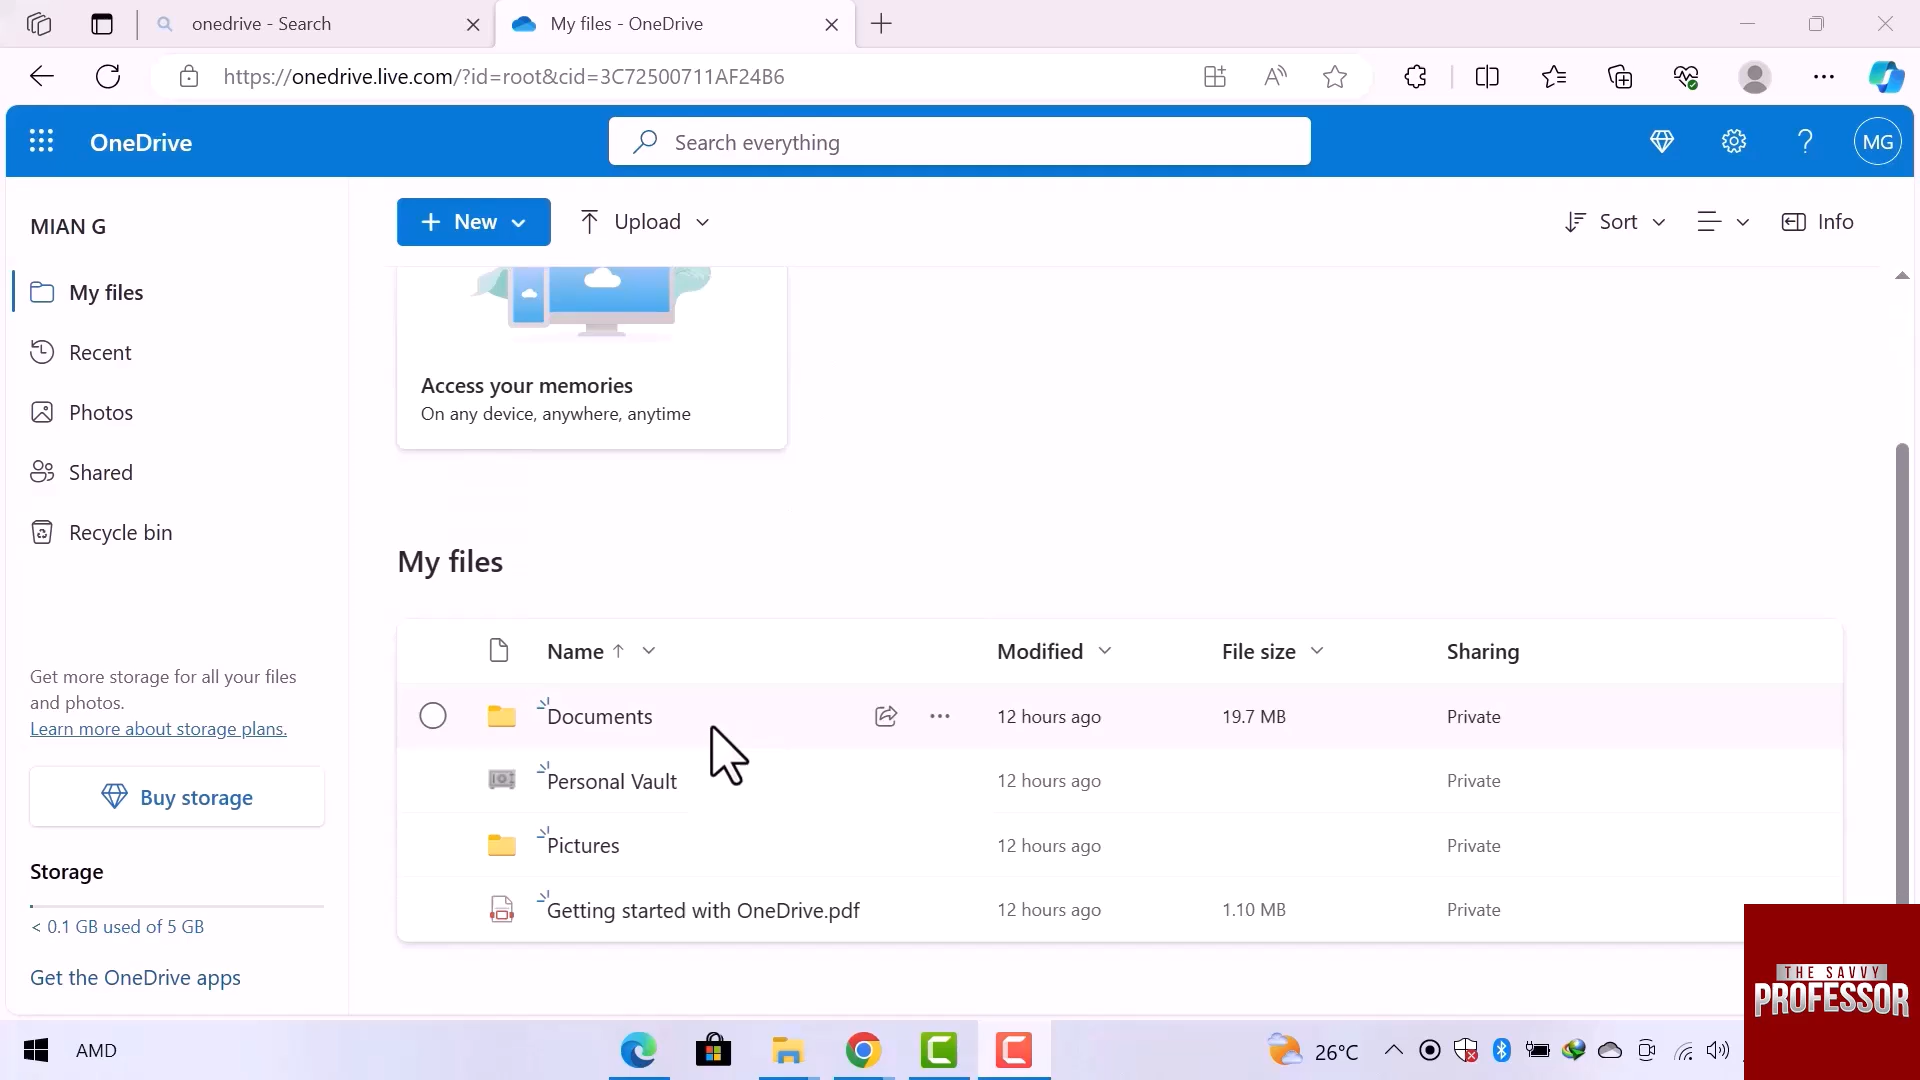 onedrive - Search
My files - OneDrive
https://onedrive.live.com/?id=root&cid=3C72500711AF24B6
OneDrive
Search everything
MG
MIAN G
New
Upload
Sort
Info
My files
Recent
Photos
Shared
Recycle bin
Access your memories
On any device, anywhere, anytime
My files
Name
Modified
File size
Sharing
Documents
12 hours ago
19.7 MB
Private
Personal Vault
12 hours ago
Private
Pictures
12 hours ago
Private
Getting started with OneDrive.pdf
12 hours ago
1.10 MB
Private
Get more storage for all your files
and photos.
Learn more about storage plans.
Buy storage
Storage
< 0.1 GB used of 5 GB
Get the OneDrive apps
THE SAVVY
PROFESSOR
AMD
26°C